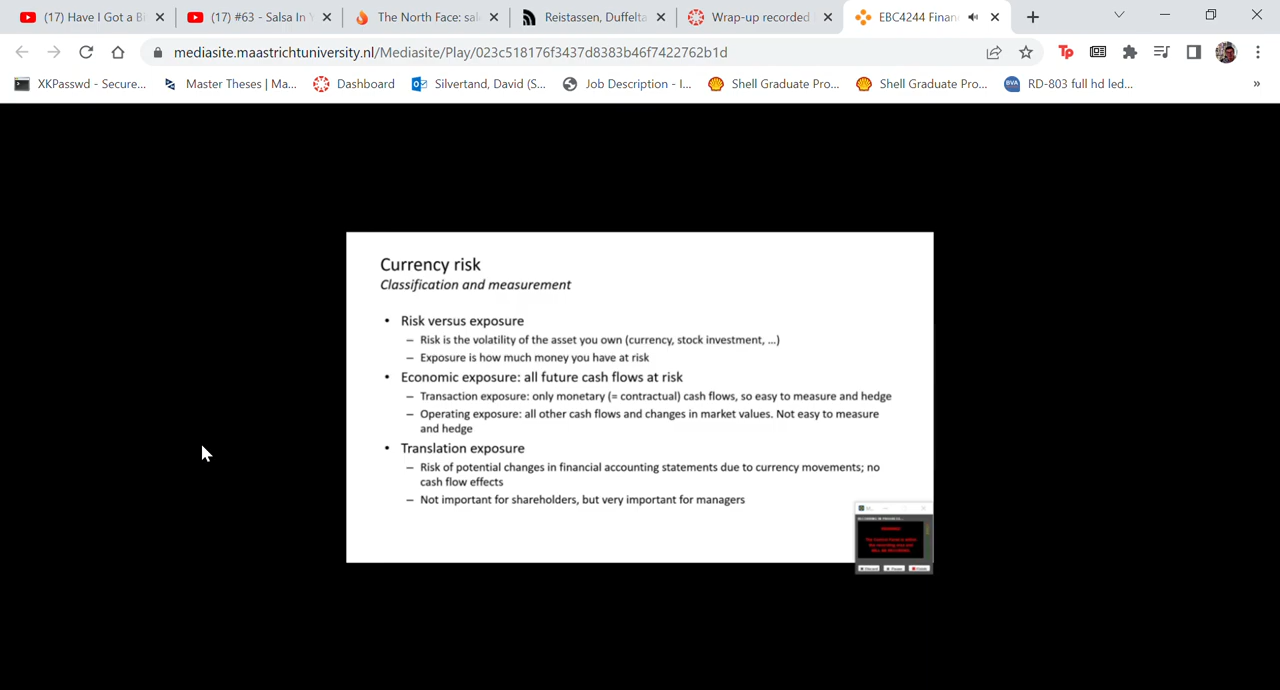 (17) Have I Got a Bi
(17) #63 - Salsa In Y
The North Face: sal
Reistassen, Duffelta
Wrap-up recorded
EBC4244 Finan
mediasite.maastrichtuniversity.nl/Mediasite/Play/023c518176f3437d8383b46f7422762b1d
Tp
XKPasswd - Secure...
Master Theses | Ma...
Dashboard
Silvertand, David (S...
Job Description - I...
Shell Graduate Pro...
Shell Graduate Pro...
BVA
RD-803 full hd led...
»
Currency risk
Classification and measurement
• Risk versus exposure
– Risk is the volatility of the asset you own (currency, stock investment, ...)
– Exposure is how much money you have at risk
• Economic exposure: all future cash flows at risk
– Transaction exposure: only monetary (= contractual) cash flows, so easy to measure and hedge
– Operating exposure: all other cash flows and changes in market values. Not easy to measure
and hedge
• Translation exposure
– Risk of potential changes in financial accounting statements due to currency movements; no
cash flow effects
– Not important for shareholders, but very important for managers